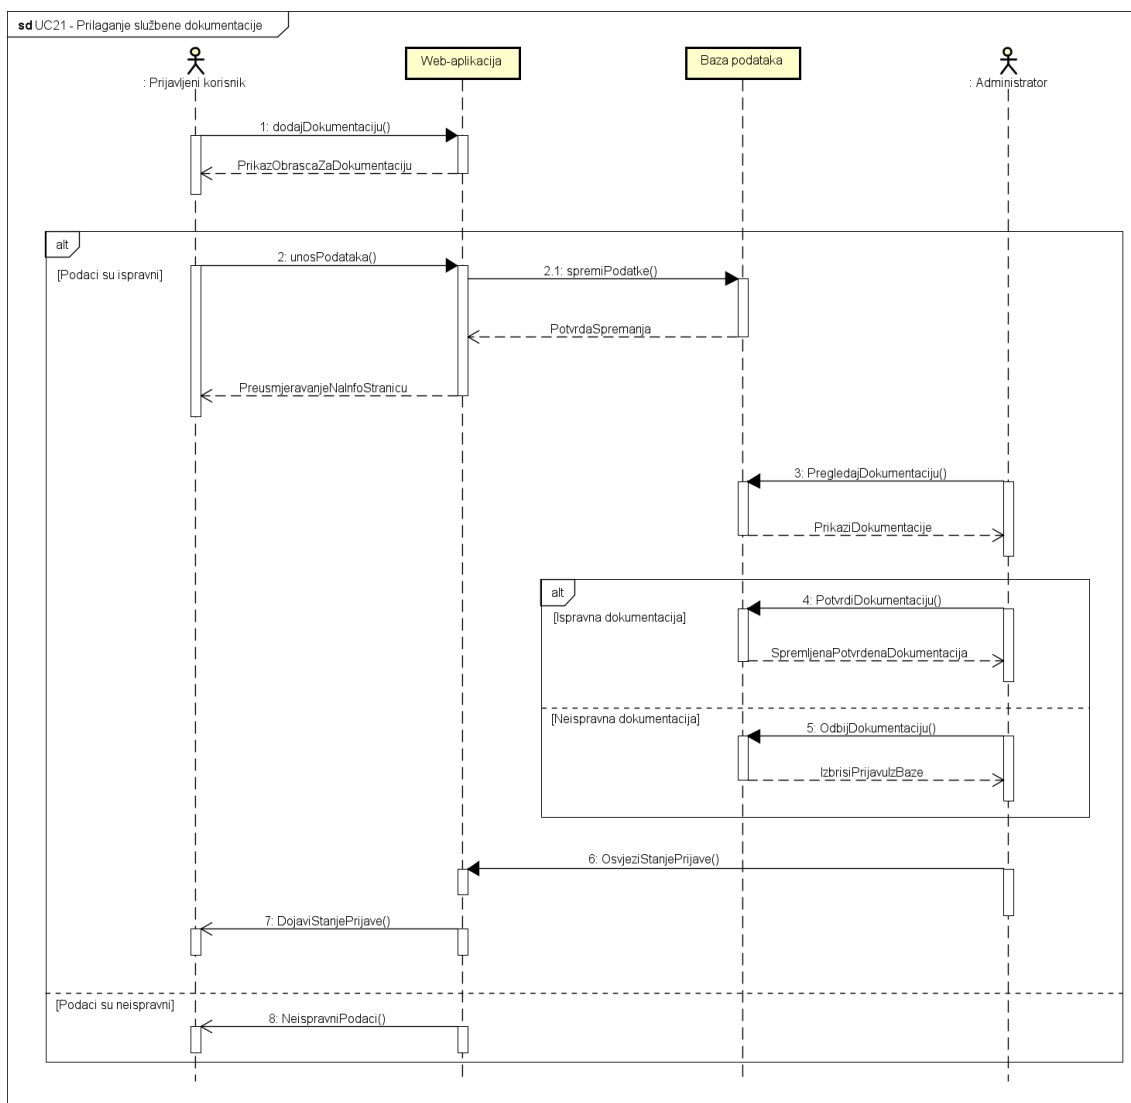 sd UC21 - Prilaganje službene dokumentacije
: Prijavljeni korisnik
Web-aplikacija
Baza podataka
: Administrator
1: dodajDokumentaciju()
PrikazObrascaZaDokumentaciju
alt
[Podaci su ispravni]
2: unosPodataka()
2.1: spremiPodatke()
PotvrdaSpremanja
PreusmjeravanjeNaInfoStranicu
3: PregledajDokumentaciju()
PrikaziDokumentacije
alt
[Ispravna dokumentacija]
4: PotvrdiDokumentaciju()
SpremljenaPotvrdenaDokumentacija
[Neispravna dokumentacija]
5: OdbijDokumentaciju()
IzbrisiPrijavuIzBaze
6: OsvjeziStanjePrijave()
7: DojaviStanjePrijave()
[Podaci su neispravni]
8: NeispravniPodaci()